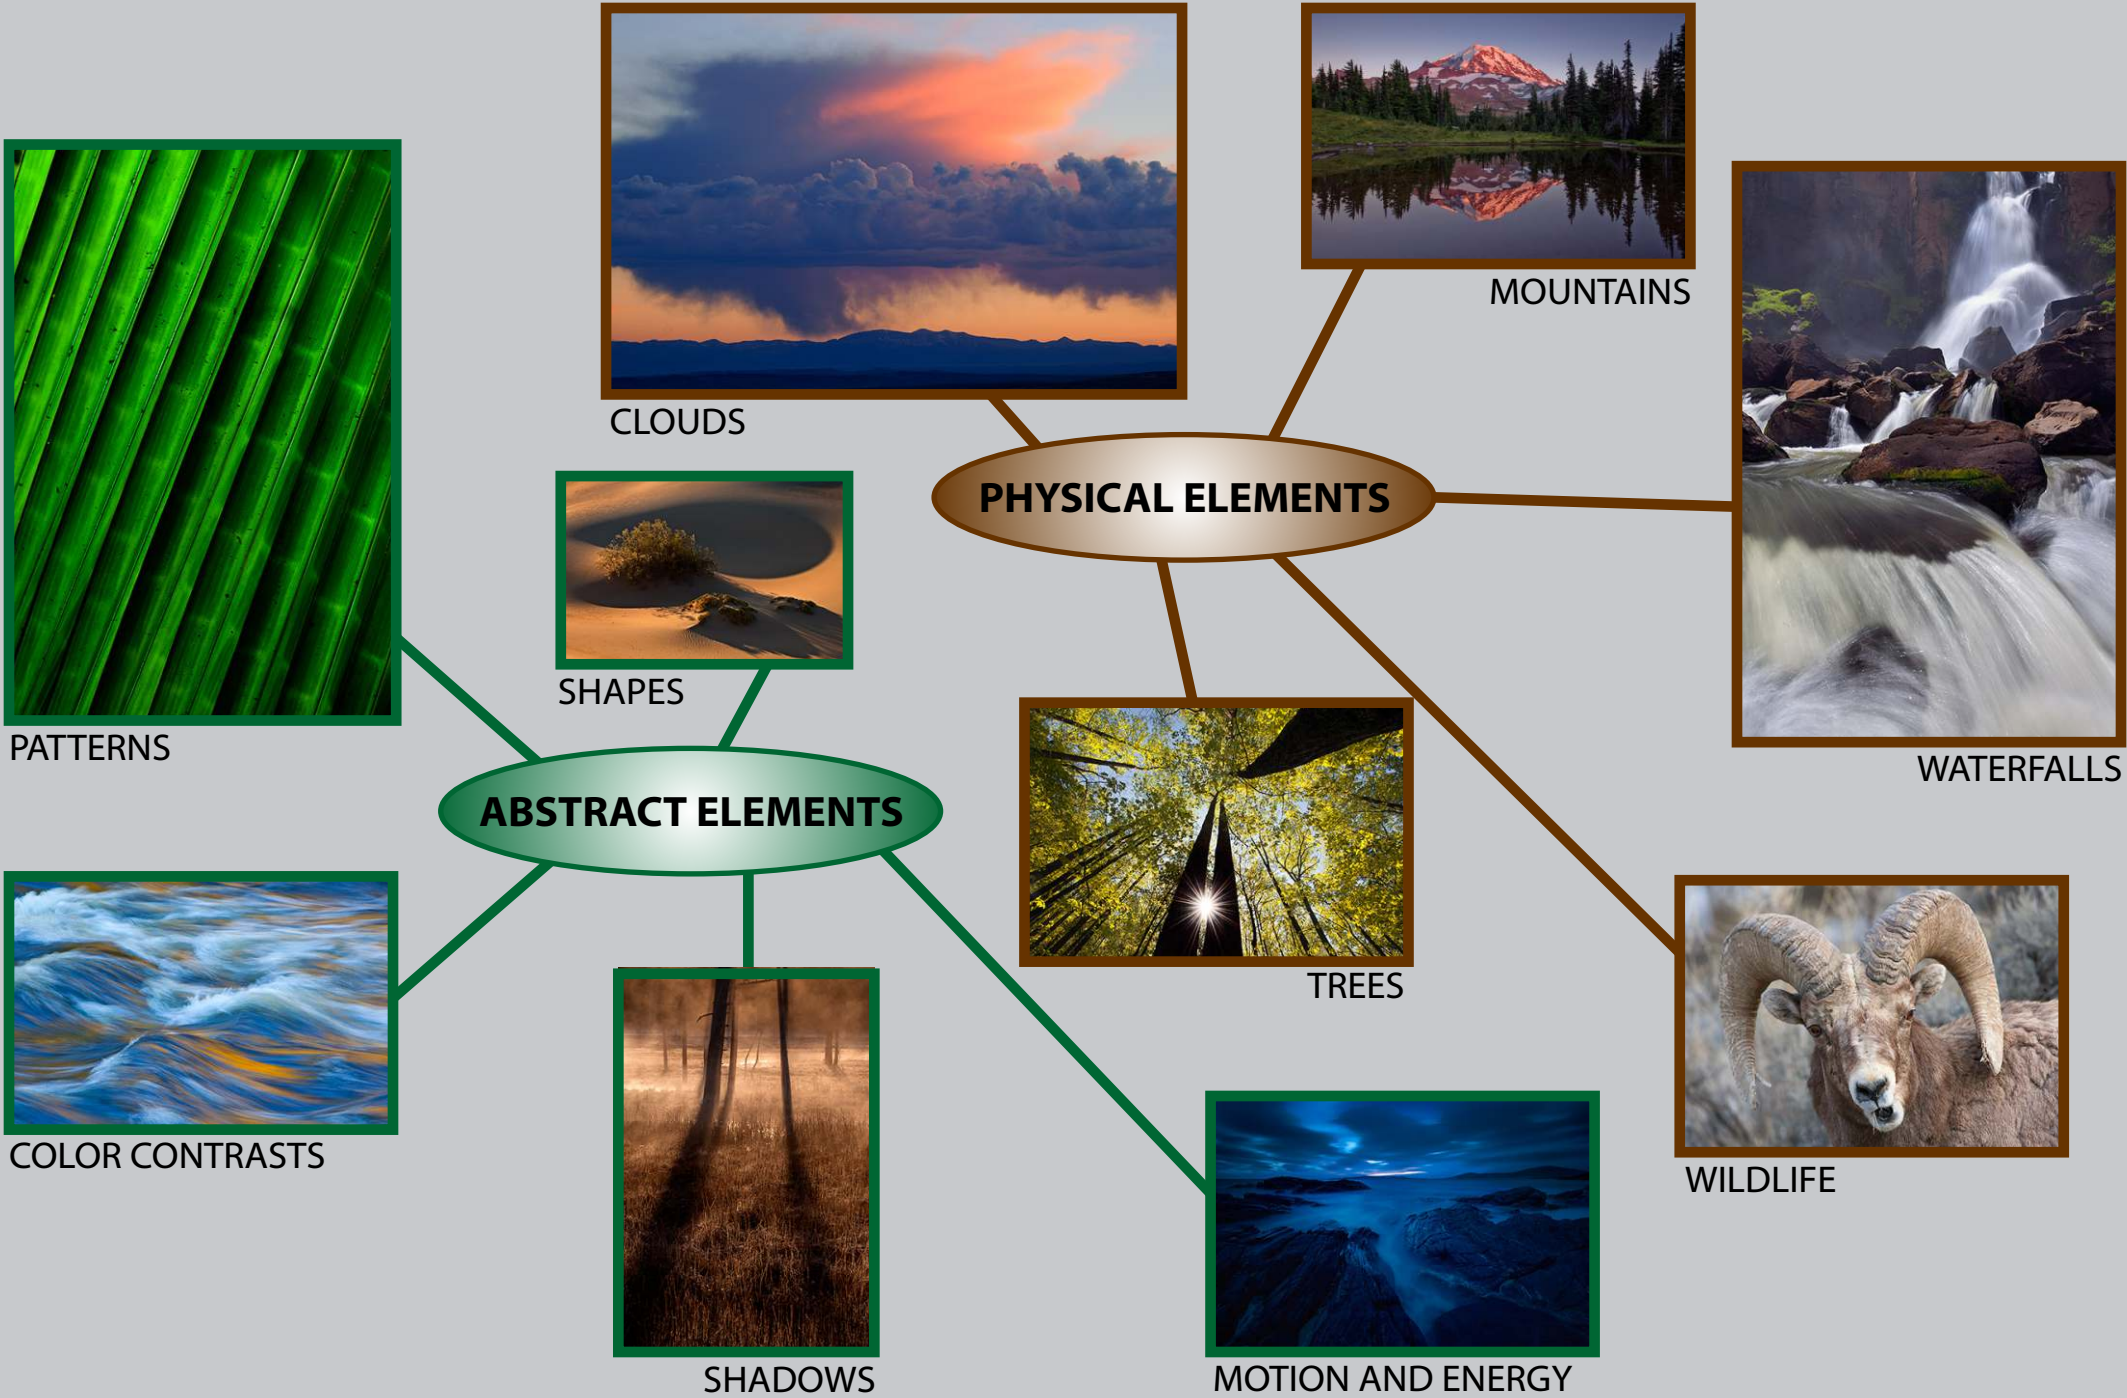 MOUNTAINS
CLOUDS
PHYSICAL ELEMENTS
SHAPES
PATTERNS
WATERFALLS
ABSTRACT ELEMENTS
TREES
COLOR CONTRASTS
WILDLIFE
SHADOWS
MOTION AND ENERGY